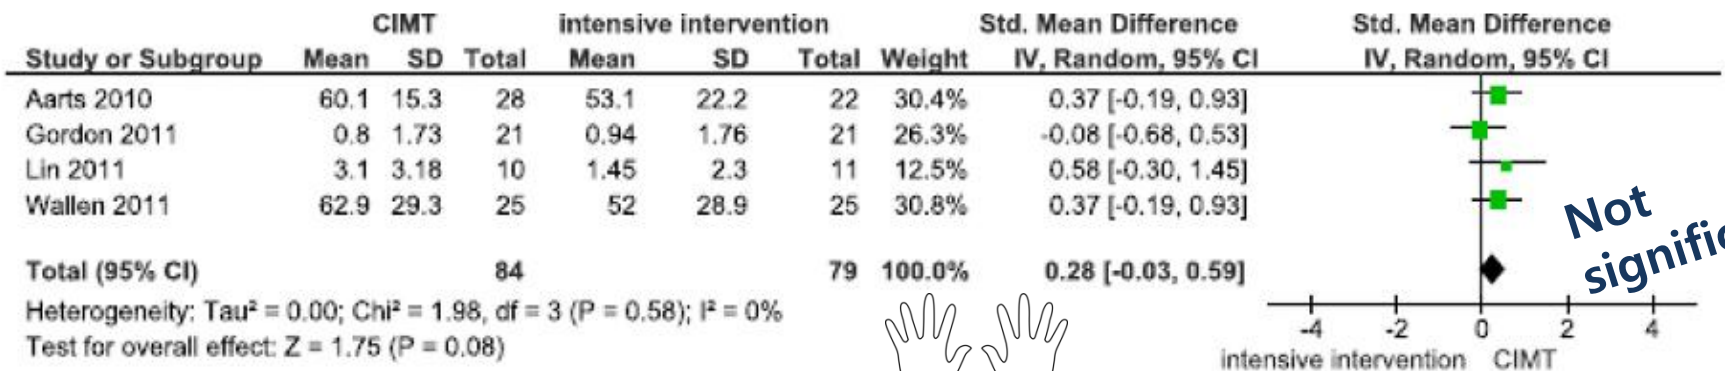 CIMT intensive intervention Std. Mean Difference Std. Mean Difference
Study or Subgroup Mean SD Total Mean SD Total Weight IV, Random, 95% CI IV, Random, 95% CI
Aarts 2010 60.1 15.3 28 53.1 22.2 22 30.4% 0.37 [-0.19, 0.93]
Gordon 2011 0.8 1.73 21 0.94 1.76 21 26.3% -0.08 [-0.68, 0.53]
Lin 2011 3.1 3.18 10 1.45 2.3 11 12.5% 0.58 [-0.30, 1.45]
Wallen 2011 62.9 29.3 25 52 28.9 25 30.8% 0.37 [-0.19, 0.93]
Not
Total (95% CI) 84 79 100.0% 0.28 [-0.03, 0.59]
Heterogeneity: Tau² = 0.00; Chi² = 1.98, df = 3 (P = 0.58); I² = 0%
Test for overall effect: Z = 1.75 (P = 0.08)
-4 -2 0 2 4
intensive intervention CIMT